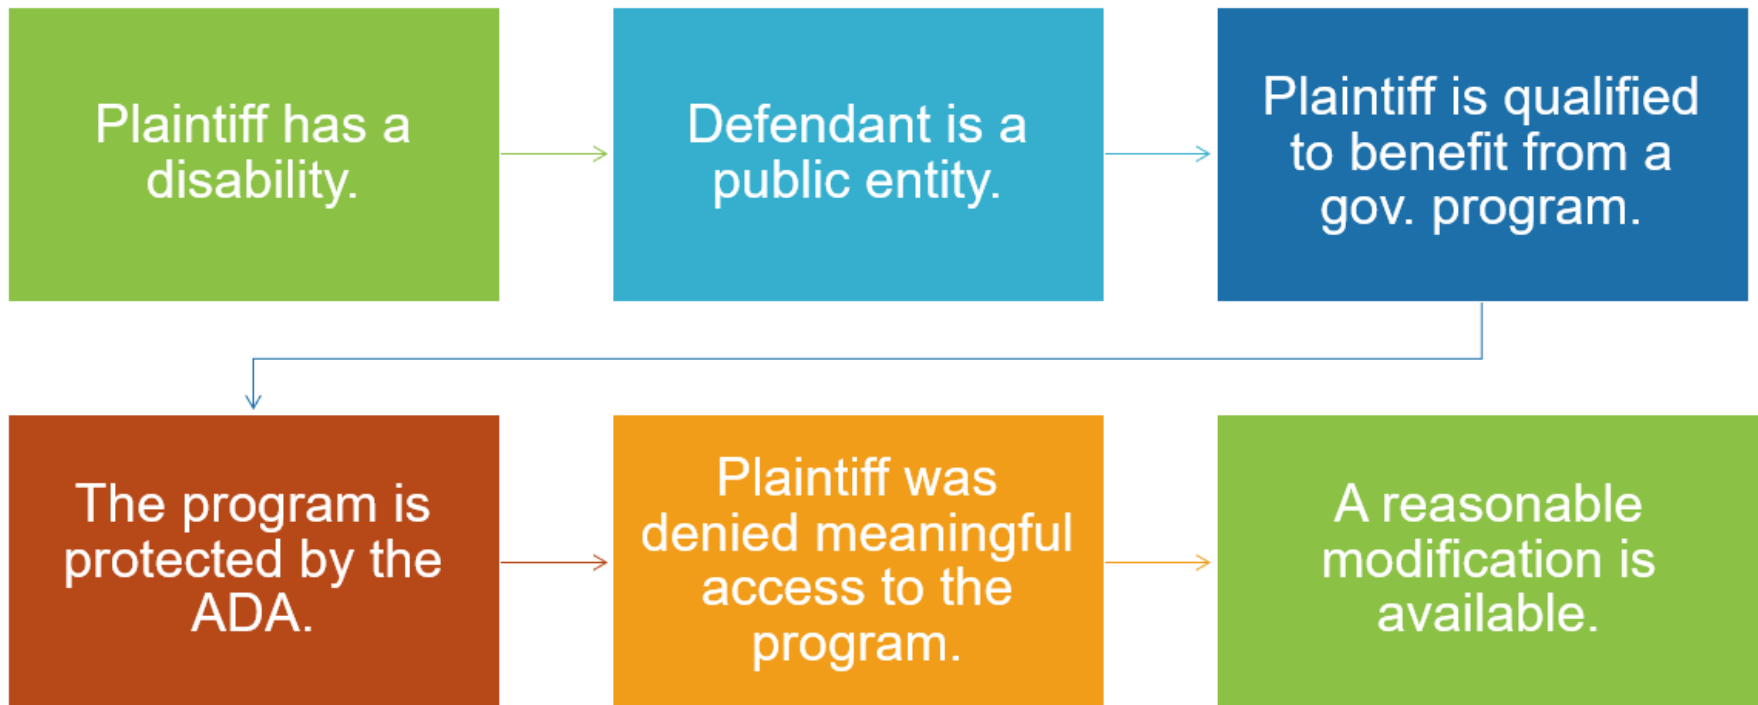 Plaintiff has a
disability.
Defendant is a
public entity.
Plaintiff is qualified
to benefit from a
gov. program.
The program is
protected by the
ADA.
Plaintiff was
denied meaningful
access to the
program.
A reasonable
modification is
available.